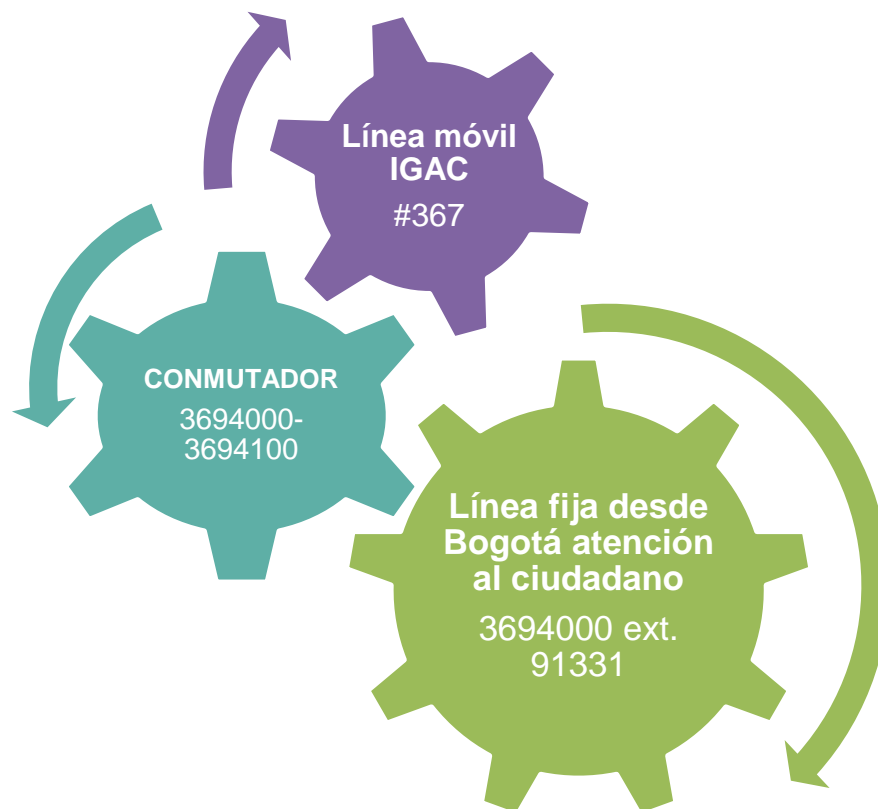 Línea móvil
IGAC
#367
CONMUTADOR
3694000-
3694100
Línea fija desde
Bogotá atención
al ciudadano
3694000 ext.
91331